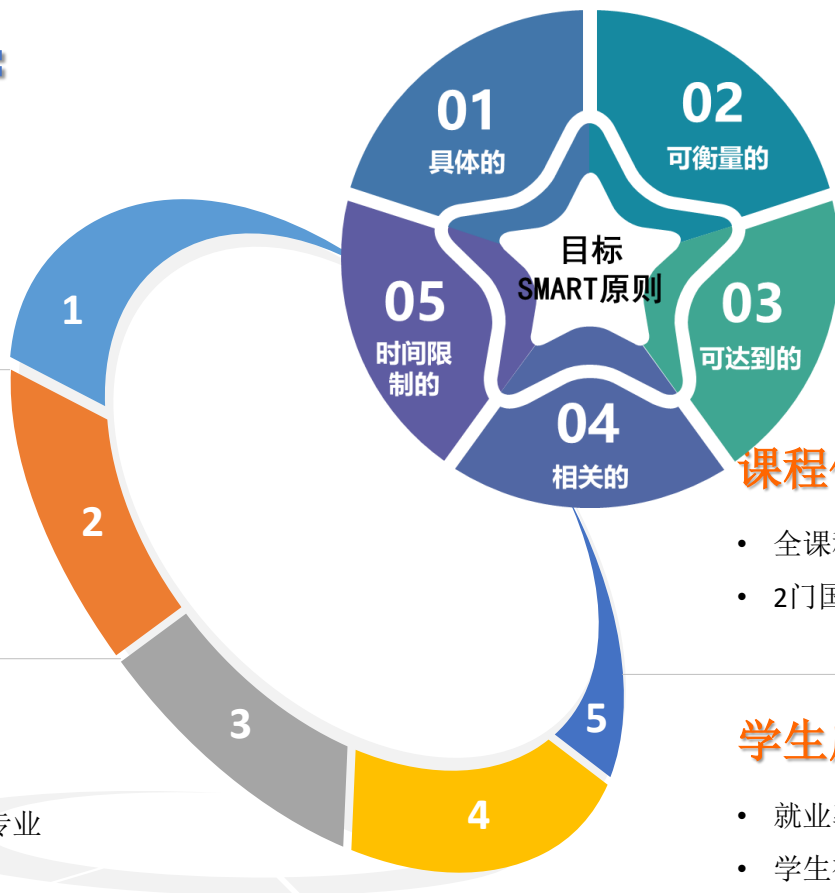 01
具体的
02
可衡量的
目标
SMART原则
03
可达到的
04
相关的
05
时间限
制的
1
2
3
4
5
课程
全课
2门
学生
就业
学生
专业